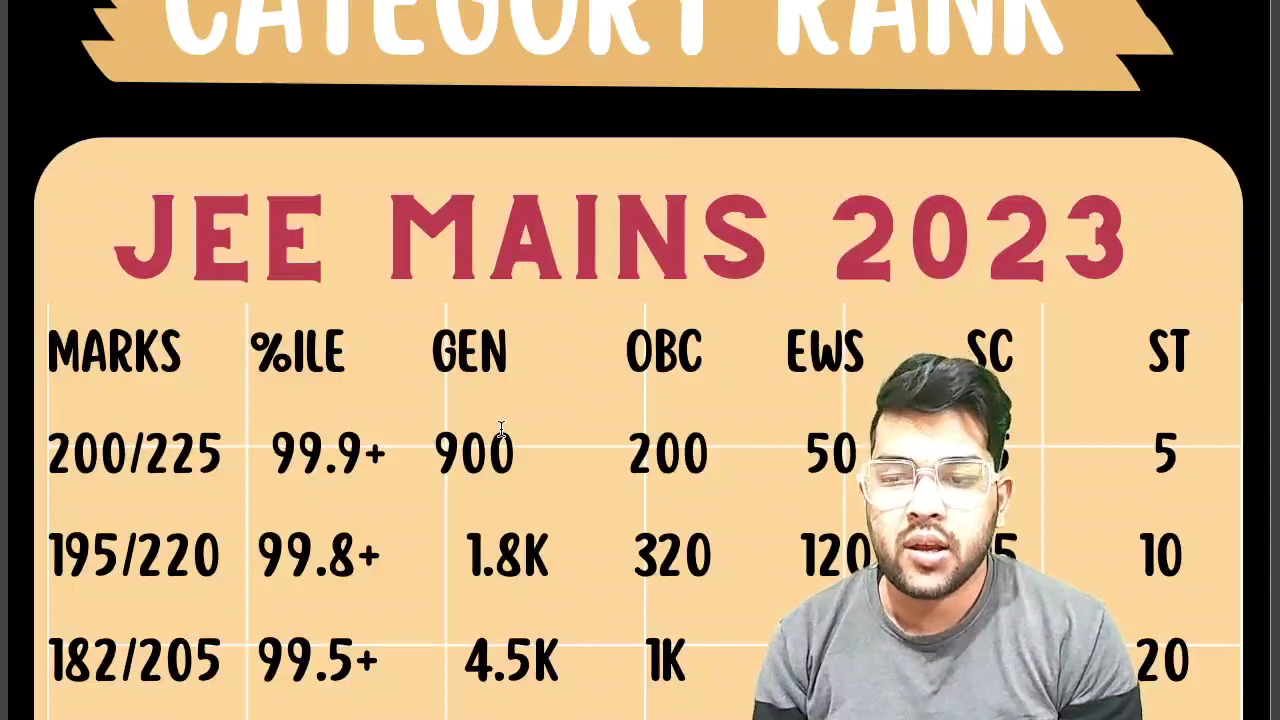 CATEGORY RANK
JEE MAINS 2023
MARKS %ILE GEN OBC EWS SC ST
200/225 99.9+ 900 200 50 5
195/220 99.8+ 1.8K 320 120 10
182/205 99.5+ 4.5K 1K 20